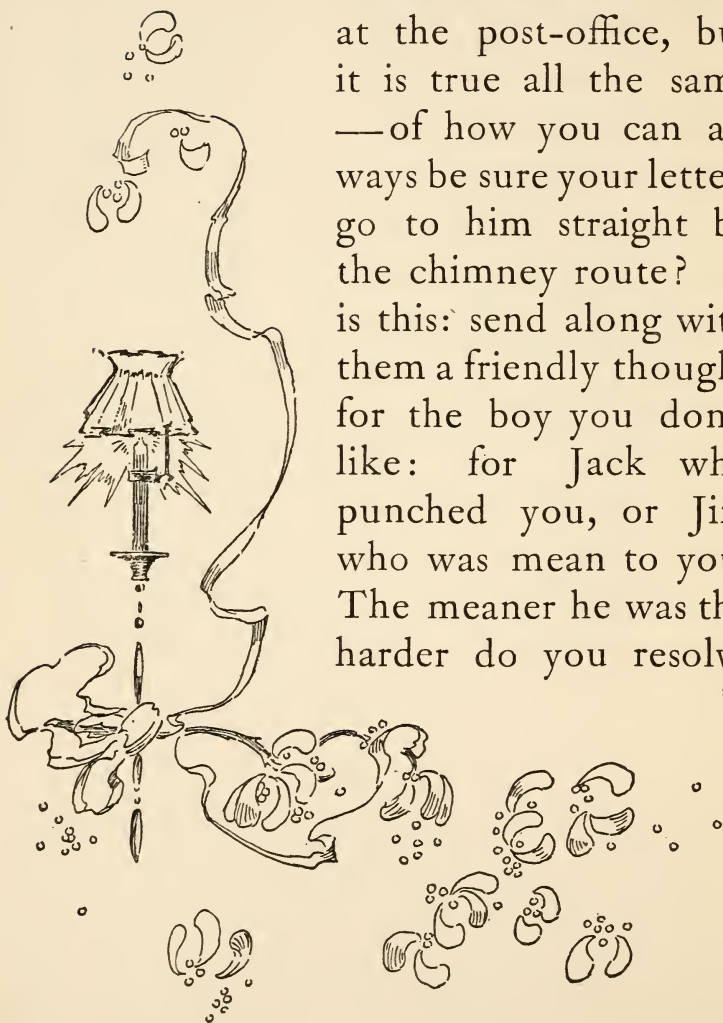 at the post-office, bu
it is true all the sam
—of how you can a
ways be sure your lette
go to him straight b
the chimney route?
is this: send along wit
them a friendly though
for the boy you don
like: for Jack wh
punched you, or Ji
who was mean to you
The meaner he was th
harder do you resolv